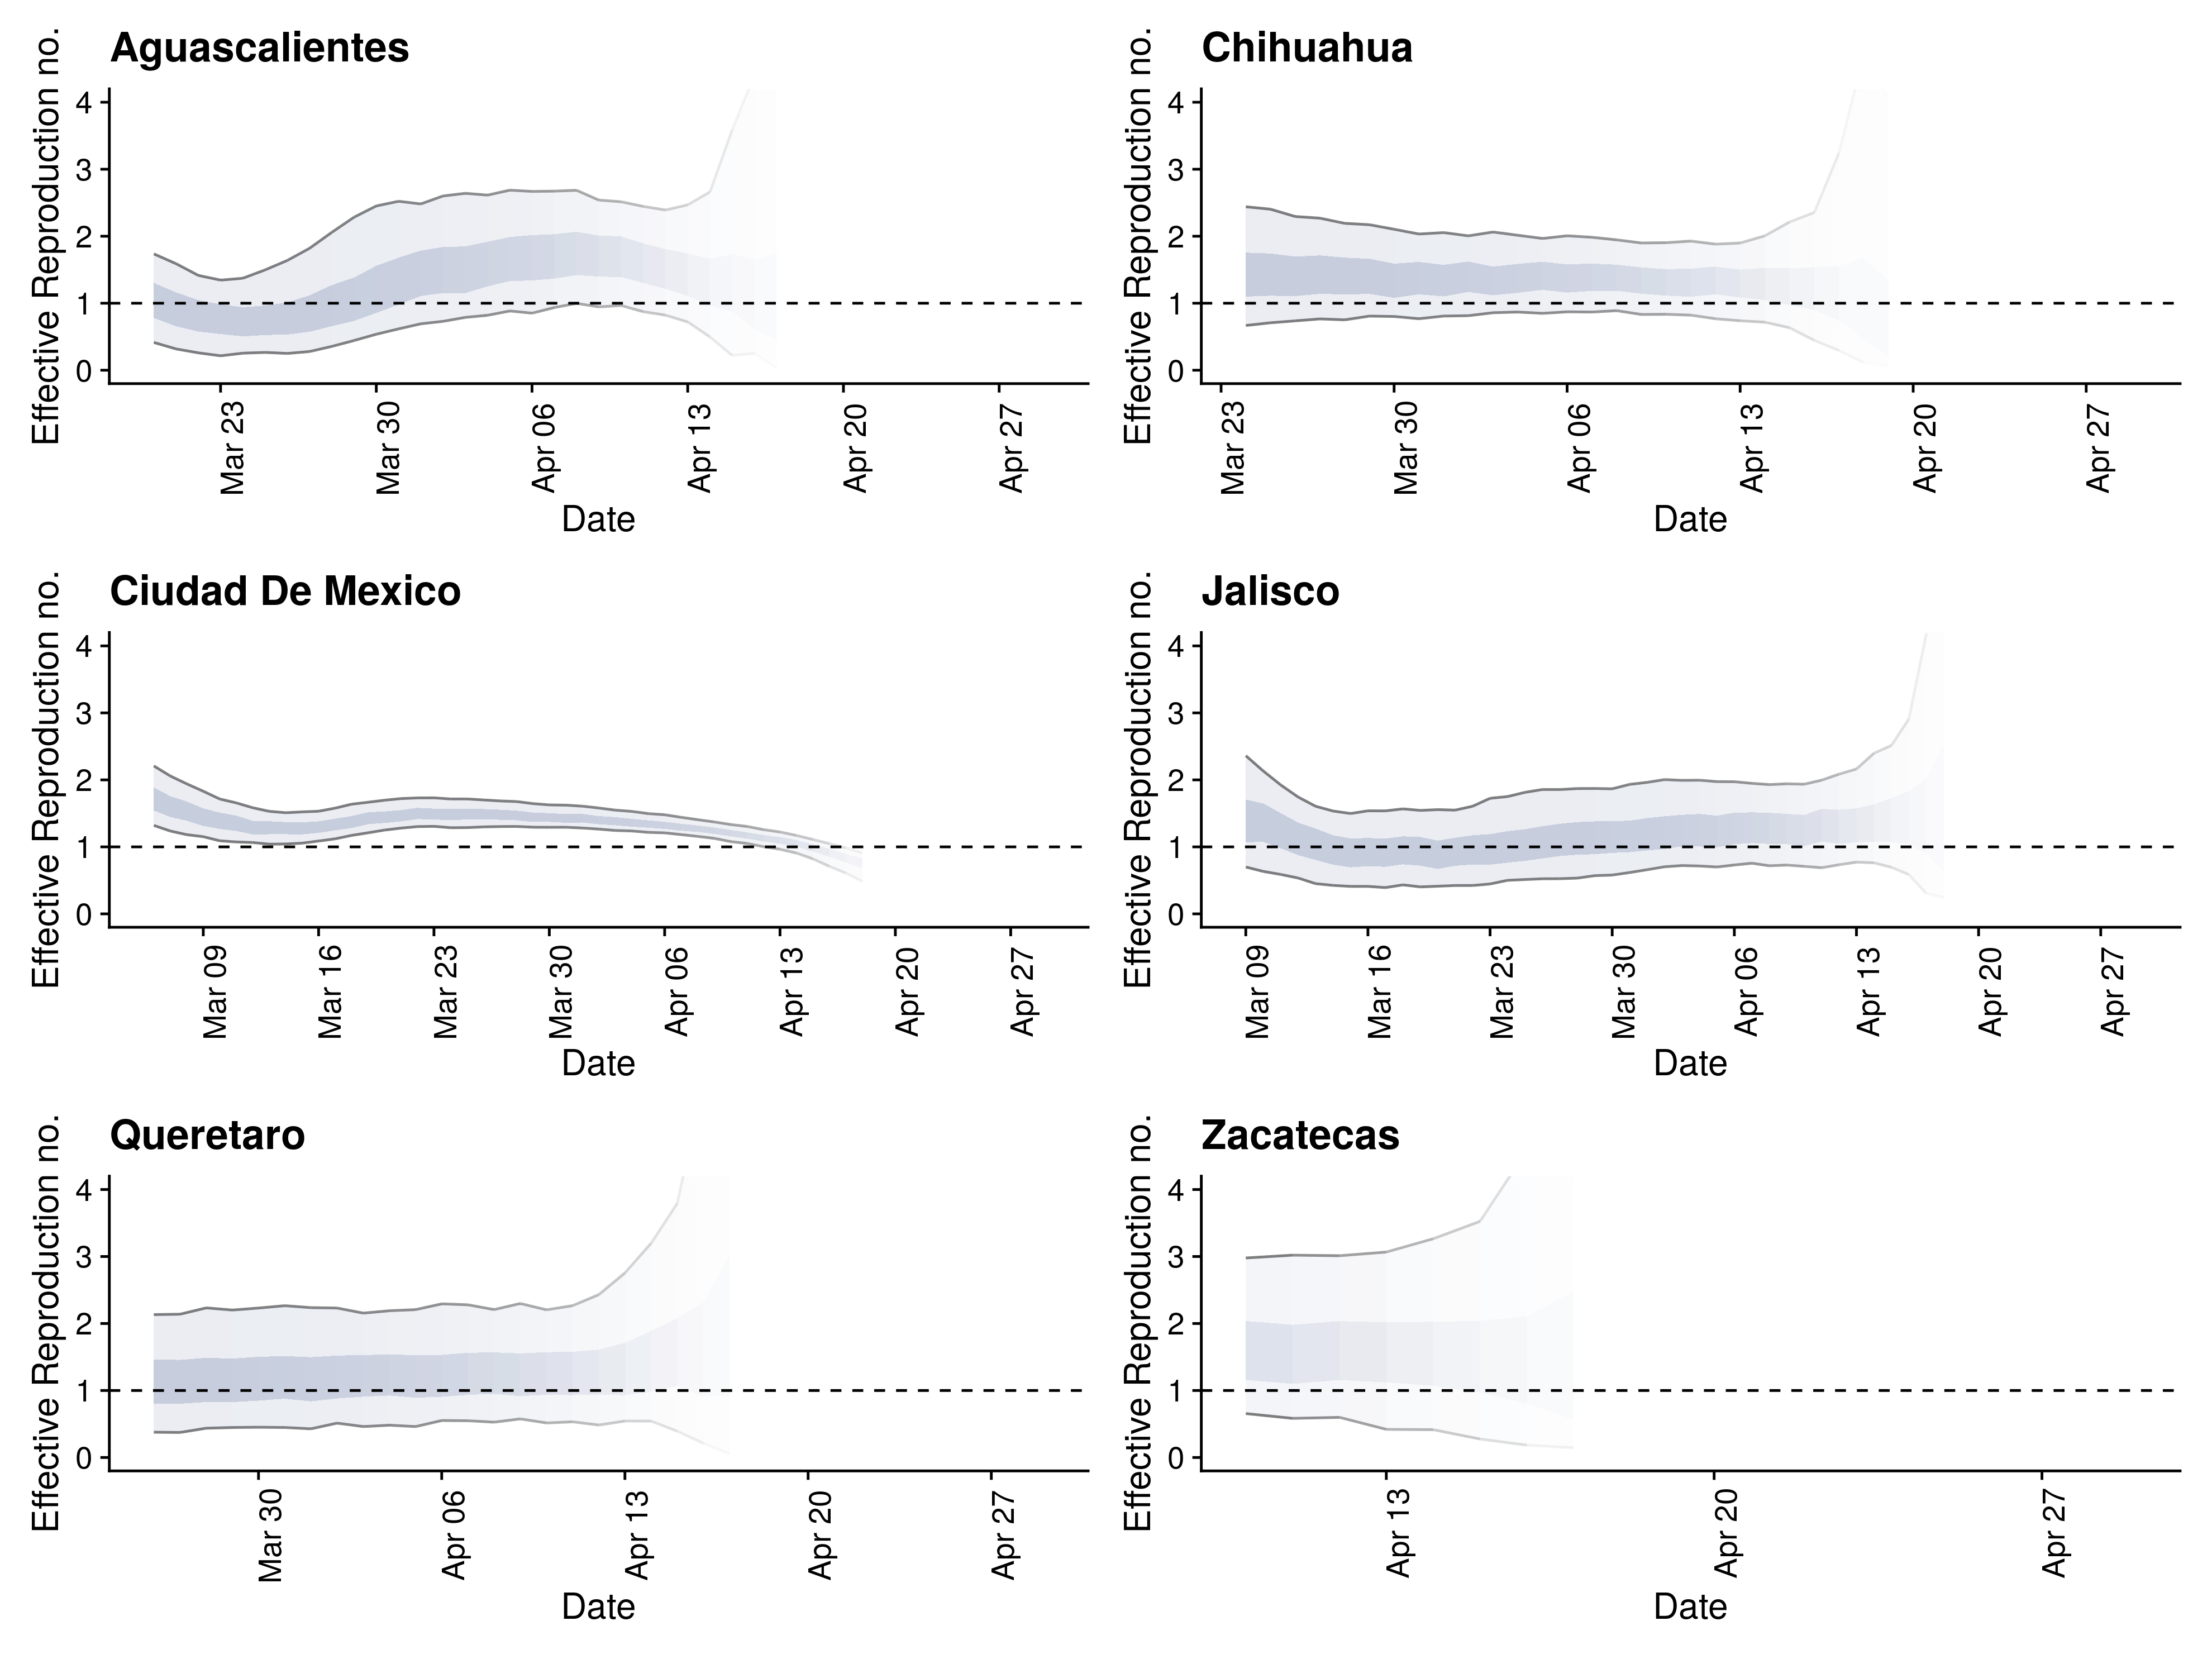 Aguascalientes
Effective Reproduction no.
4
3
2
1
0
Mar 23
Mar 30
Apr 06
Apr 13
Apr 20
Apr 27
Date
Chihuahua
Effective Reproduction no.
4
3
2
1
0
Mar 23
Mar 30
Apr 06
Apr 13
Apr 20
Apr 27
Date
Ciudad De Mexico
Effective Reproduction no.
4
3
2
1
0
Mar 09
Mar 16
Mar 23
Mar 30
Apr 06
Apr 13
Apr 20
Apr 27
Date
Jalisco
Effective Reproduction no.
4
3
2
1
0
Mar 09
Mar 16
Mar 23
Mar 30
Apr 06
Apr 13
Apr 20
Apr 27
Date
Queretaro
Effective Reproduction no.
4
3
2
1
0
Mar 30
Apr 06
Apr 13
Apr 20
Apr 27
Date
Zacatecas
Effective Reproduction no.
4
3
2
1
0
Apr 13
Apr 20
Apr 27
Date